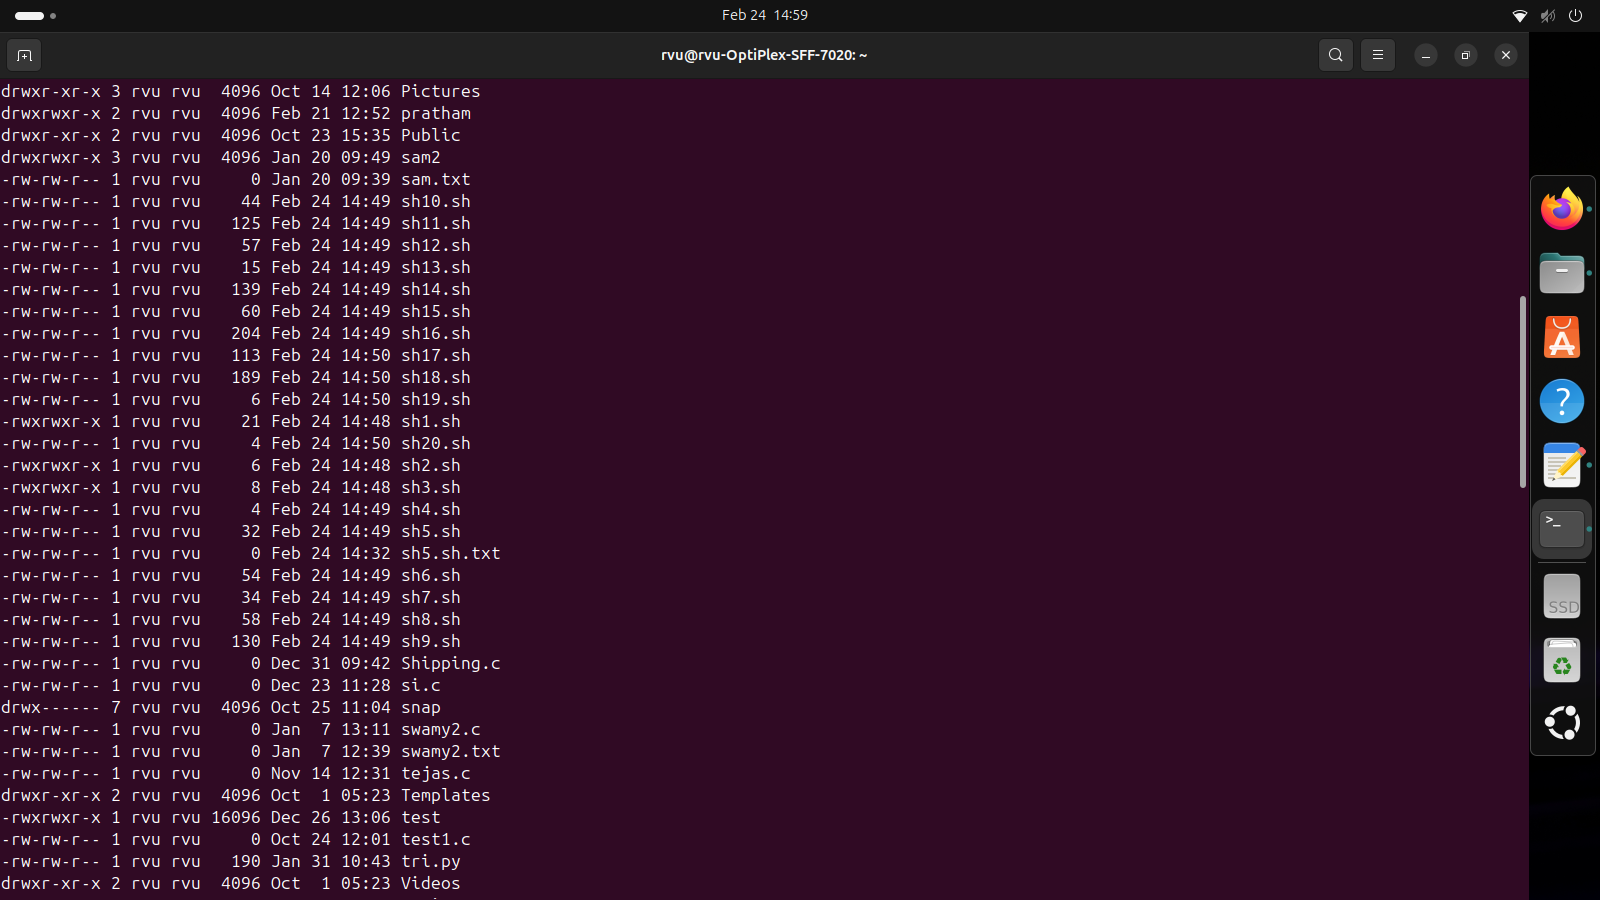 Feb 24 14:59
rvu@rvu-OptiPlex-SFF-7020: ~
drwxr-xr-x 3 rvu rvu  4096 Oct 14 12:06 Pictures
drwxrwxr-x 2 rvu rvu  4096 Feb 21 12:52 pratham
drwxr-xr-x 2 rvu rvu  4096 Oct 23 15:35 Public
drwxrwxr-x 3 rvu rvu  4096 Jan 20 09:49 sam2
-rw-rw-r-- 1 rvu rvu     0 Jan 20 09:39 sam.txt
-rw-rw-r-- 1 rvu rvu    44 Feb 24 14:49 sh10.sh
-rw-rw-r-- 1 rvu rvu   125 Feb 24 14:49 sh11.sh
-rw-rw-r-- 1 rvu rvu    57 Feb 24 14:49 sh12.sh
-rw-rw-r-- 1 rvu rvu    15 Feb 24 14:49 sh13.sh
-rw-rw-r-- 1 rvu rvu   139 Feb 24 14:49 sh14.sh
-rw-rw-r-- 1 rvu rvu    60 Feb 24 14:49 sh15.sh
-rw-rw-r-- 1 rvu rvu   204 Feb 24 14:49 sh16.sh
-rw-rw-r-- 1 rvu rvu   113 Feb 24 14:50 sh17.sh
-rw-rw-r-- 1 rvu rvu   189 Feb 24 14:50 sh18.sh
-rw-rw-r-- 1 rvu rvu     6 Feb 24 14:50 sh19.sh
-rwxrwxr-x 1 rvu rvu    21 Feb 24 14:48 sh1.sh
-rw-rw-r-- 1 rvu rvu     4 Feb 24 14:50 sh20.sh
-rwxrwxr-x 1 rvu rvu     6 Feb 24 14:48 sh2.sh
-rwxrwxr-x 1 rvu rvu     8 Feb 24 14:48 sh3.sh
-rw-rw-r-- 1 rvu rvu     4 Feb 24 14:49 sh4.sh
-rw-rw-r-- 1 rvu rvu    32 Feb 24 14:49 sh5.sh
-rw-rw-r-- 1 rvu rvu     0 Feb 24 14:32 sh5.sh.txt
-rw-rw-r-- 1 rvu rvu    54 Feb 24 14:49 sh6.sh
-rw-rw-r-- 1 rvu rvu    34 Feb 24 14:49 sh7.sh
-rw-rw-r-- 1 rvu rvu    58 Feb 24 14:49 sh8.sh
-rw-rw-r-- 1 rvu rvu   130 Feb 24 14:49 sh9.sh
-rw-rw-r-- 1 rvu rvu     0 Dec 31 09:42 Shipping.c
-rw-rw-r-- 1 rvu rvu     0 Dec 23 11:28 si.c
drwx------ 7 rvu rvu  4096 Oct 25 11:04 snap
-rw-rw-r-- 1 rvu rvu     0 Jan  7 13:11 swamy2.c
-rw-rw-r-- 1 rvu rvu     0 Jan  7 12:39 swamy2.txt
-rw-rw-r-- 1 rvu rvu     0 Nov 14 12:31 tejas.c
drwxr-xr-x 2 rvu rvu  4096 Oct  1 05:23 Templates
-rwxrwxr-x 1 rvu rvu 16096 Dec 26 13:06 test
-rw-rw-r-- 1 rvu rvu     0 Oct 24 12:01 test1.c
-rw-rw-r-- 1 rvu rvu   190 Jan 31 10:43 tri.py
drwxr-xr-x 2 rvu rvu  4096 Oct  1 05:23 Videos
?
>_
SSD